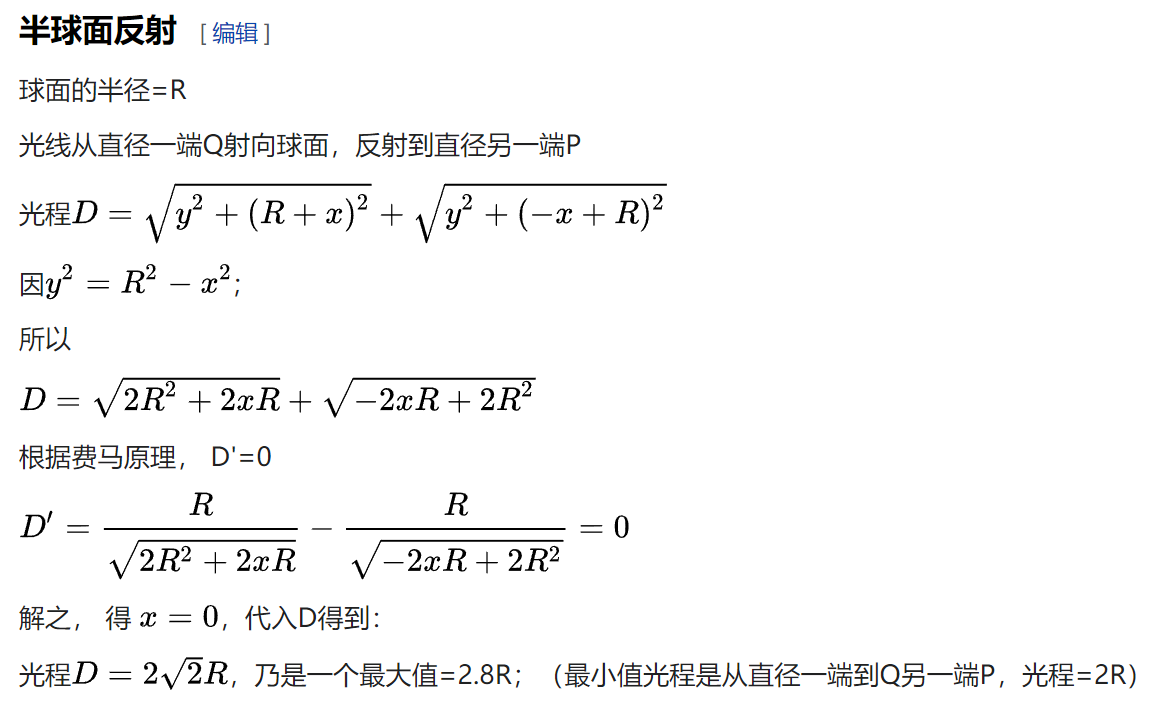 半球面反射 [编辑]
球面的半径=R
光线从直径一端Q射向球面，反射到直径另一端P
光程$D = \sqrt{y^2 + (R + x)^2} + \sqrt{y^2 + (-x + R)^2}$
因$y^2 = R^2 - x^2$；
所以
$D = \sqrt{2R^2 + 2xR} + \sqrt{-2xR + 2R^2}$
根据费马原理， D'=0
$D' = \frac{R}{\sqrt{2R^2 + 2xR}} - \frac{R}{\sqrt{-2xR + 2R^2}} = 0$
解之， 得 $x = 0$，代入D得到：
光程$D = 2\sqrt{2}R$，乃是一个最大值=2.8R；（最小值光程是从直径一端到Q另一端P，光程=2R）